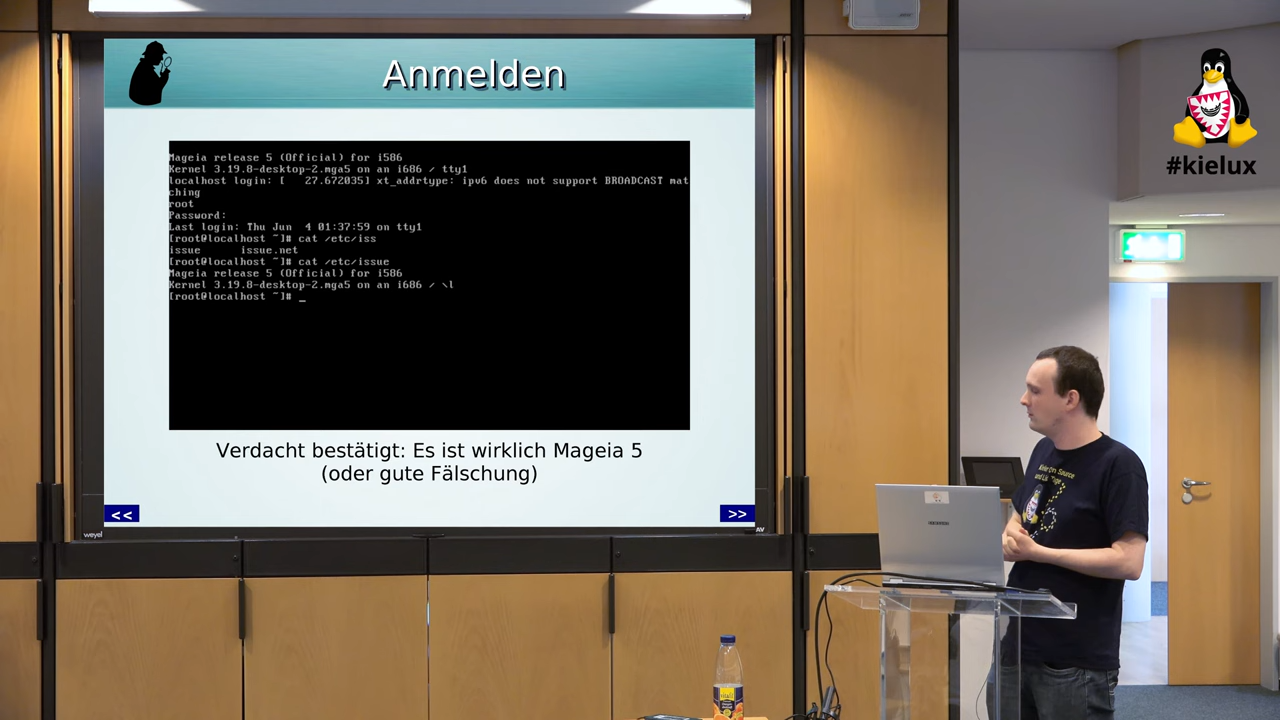 Anmelden
Mageia release 5 (Official) for i586
Kernel 3.19.8-desktop-2.mga5 on an i686 / tty1
localhost login: [   27.672035] xt_addrtype: ipv6 does not support BROADCAST mat
ching
root
Password:
Last login: Thu Jun  4 01:37:59 on tty1
[root@localhost ~]# cat /etc/iss
issue      issue.net
[root@localhost ~]# cat /etc/issue
Mageia release 5 (Official) for i586
Kernel 3.19.8-desktop-2.mga5 on an i686 / \l
[root@localhost ~]# _
Verdacht bestätigt: Es ist wirklich Mageia 5
(oder gute Fälschung)
<<
>>
weyel
AV
#kielux
Source